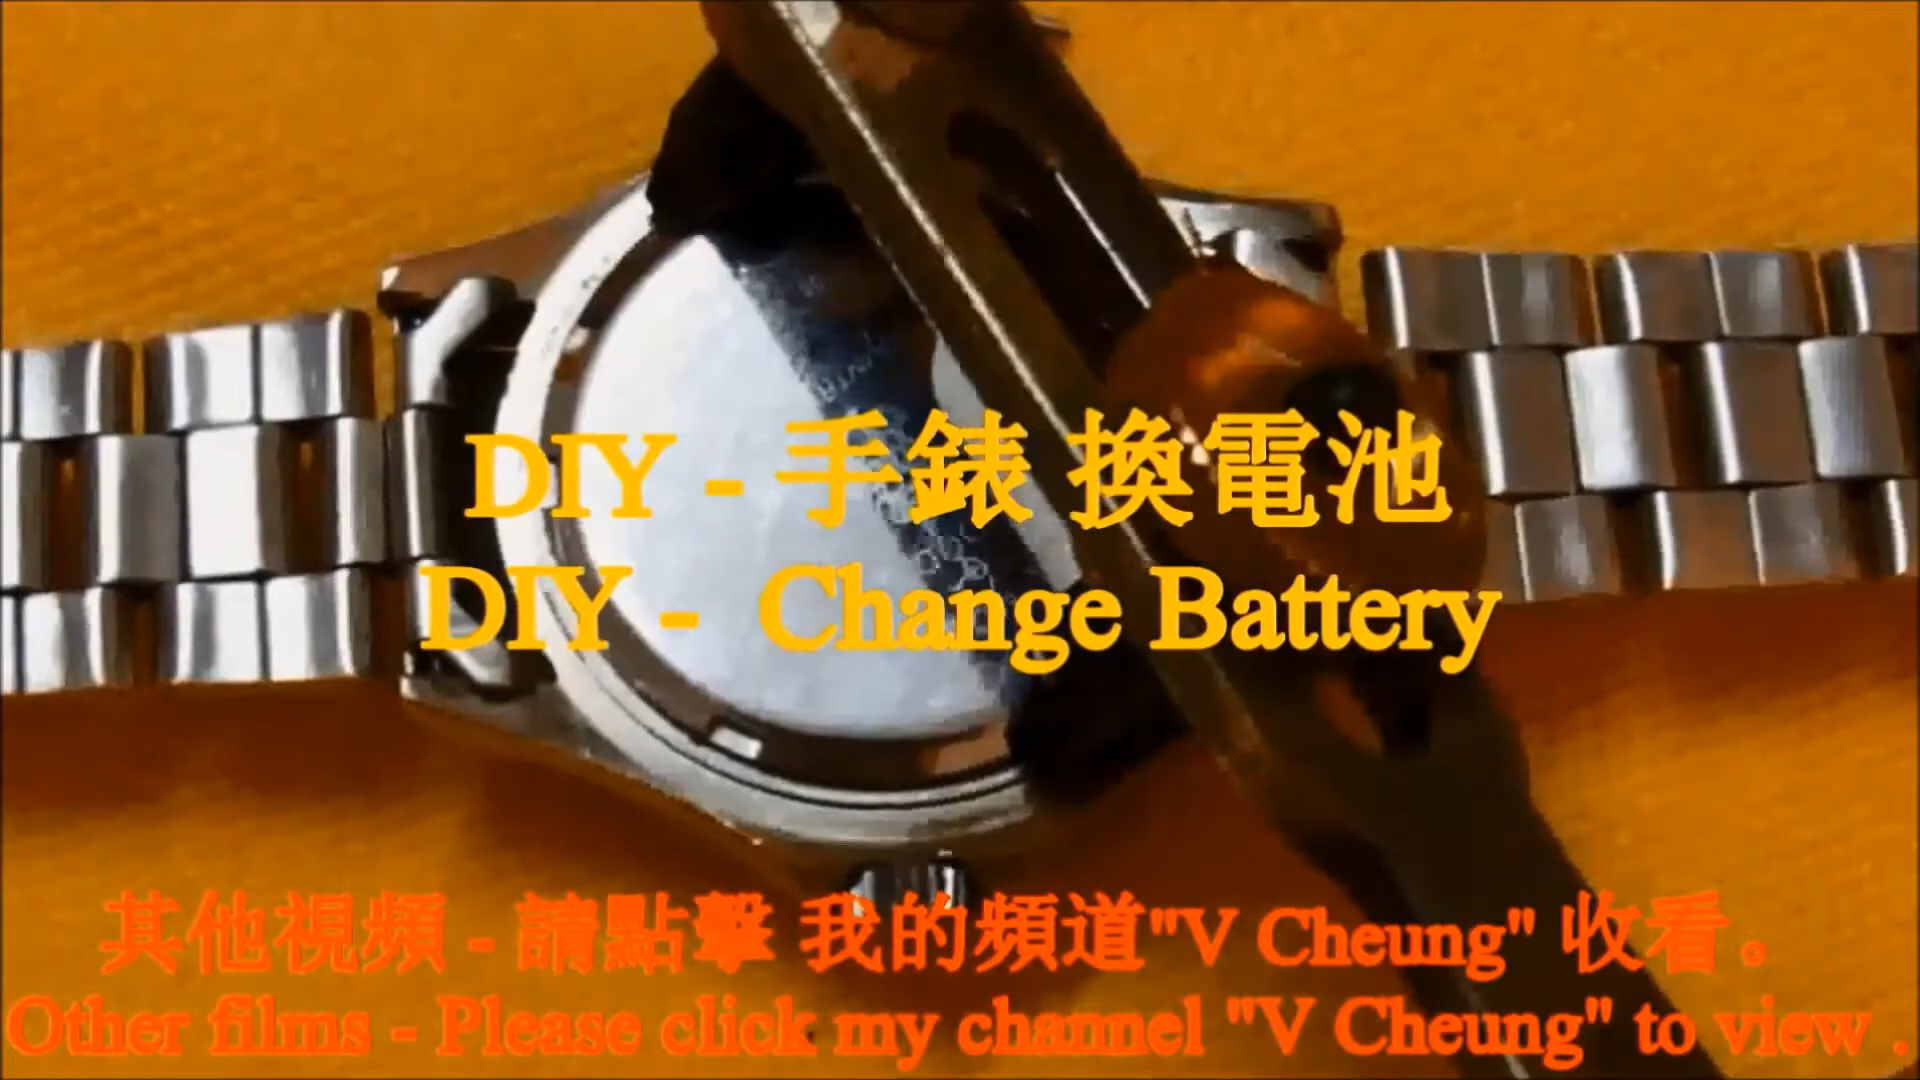 DIY - 手錶 換電池
DIY - Change Battery
其他視頻 - 請點擊 我的頻道"V Cheung" 收看。
Other films - Please click my channel "V Cheung" to view .